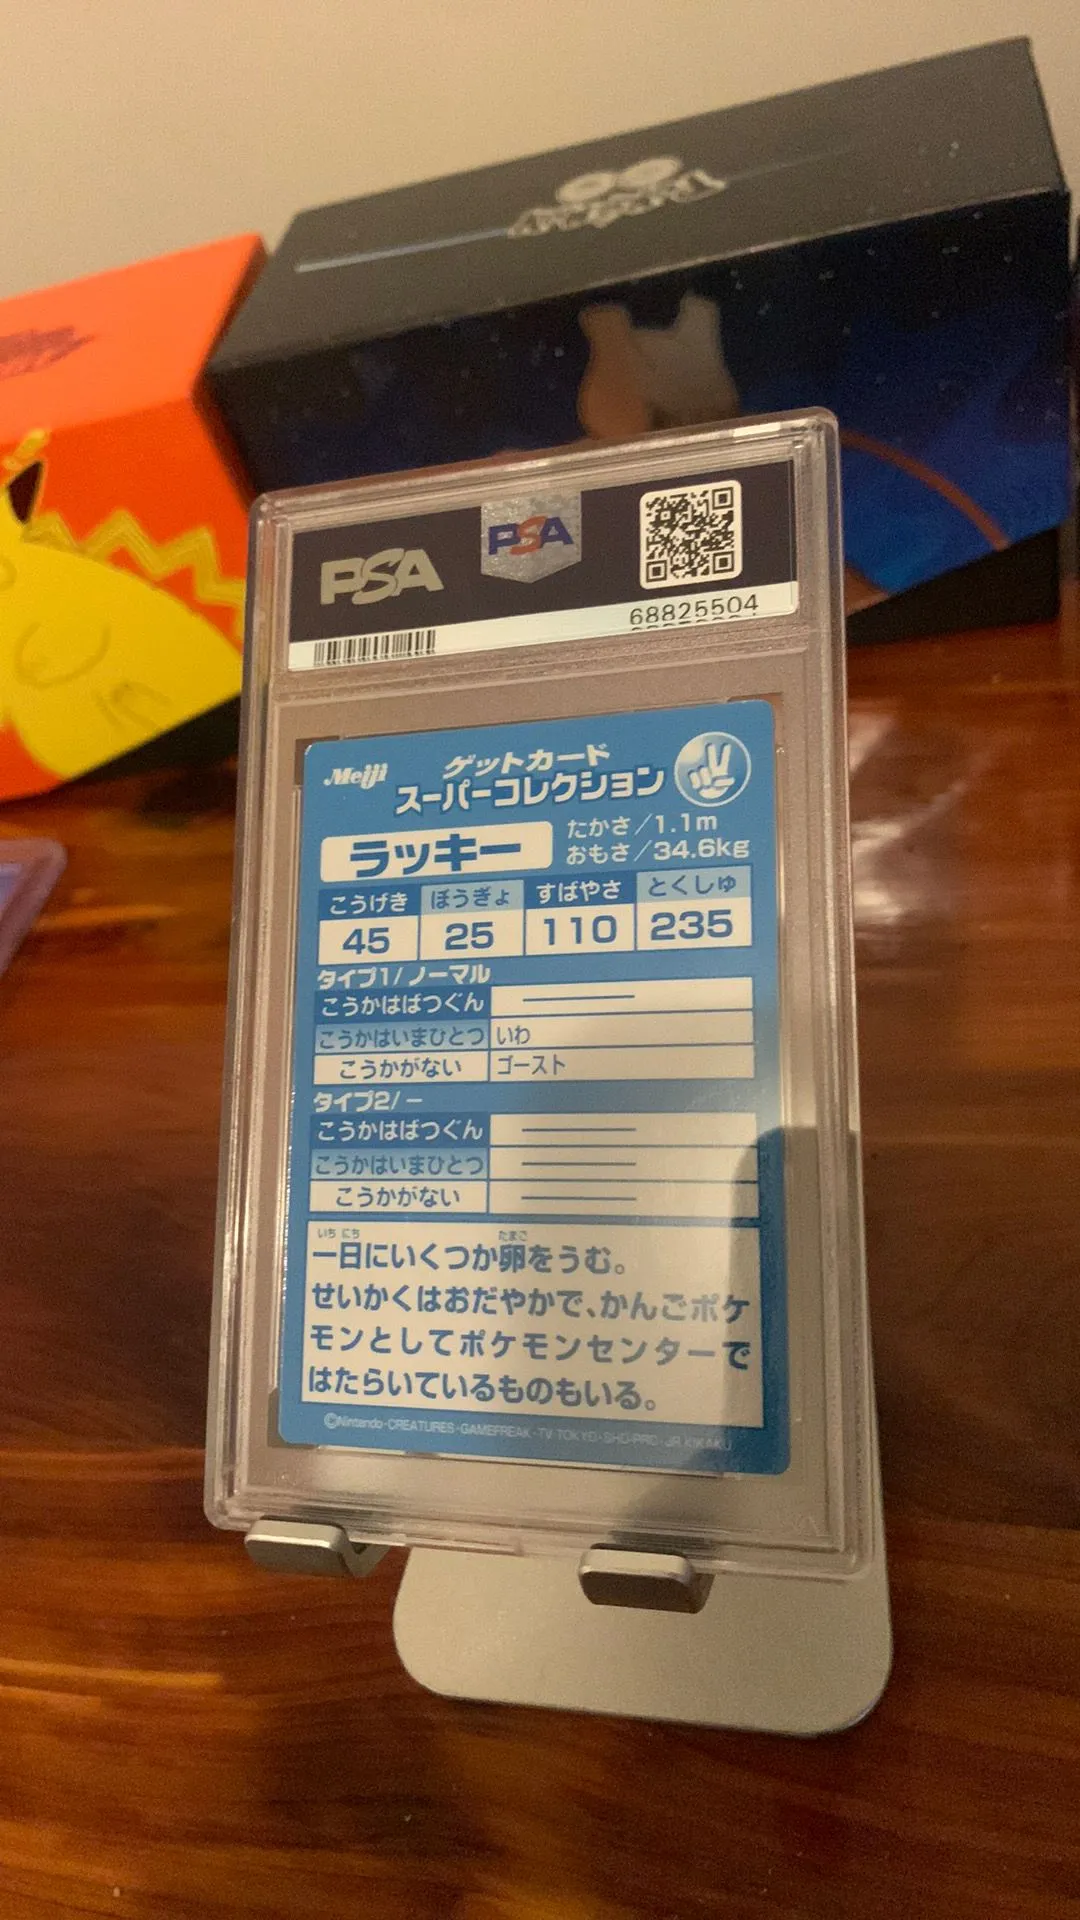 PSA
PSA
68825504
Meiji
ゲットカード
スーパーコレクション
ラッキー
たかさ/1.1m
おもさ/34.6kg
こうげき ぼうぎょ すばやさ とくしゅ
45 25 110 235
タイプ1/ノーマル
こうかはばつぐん ―
こうかはいまひとつ いわ
こうかがない ゴースト
タイプ2/ー
こうかはばつぐん ―
こうかはいまひとつ ―
こうかがない ―
いちにち たまご
一日にいくつか卵をうむ。
せいかくはおだやかで、かんごポケ
モンとしてポケモンセンターで
はたらいているものもいる。
©Nintendo・CREATURES・GAMEFREAK・TV TOKYO・SHO-PRO・JR KIKAKU